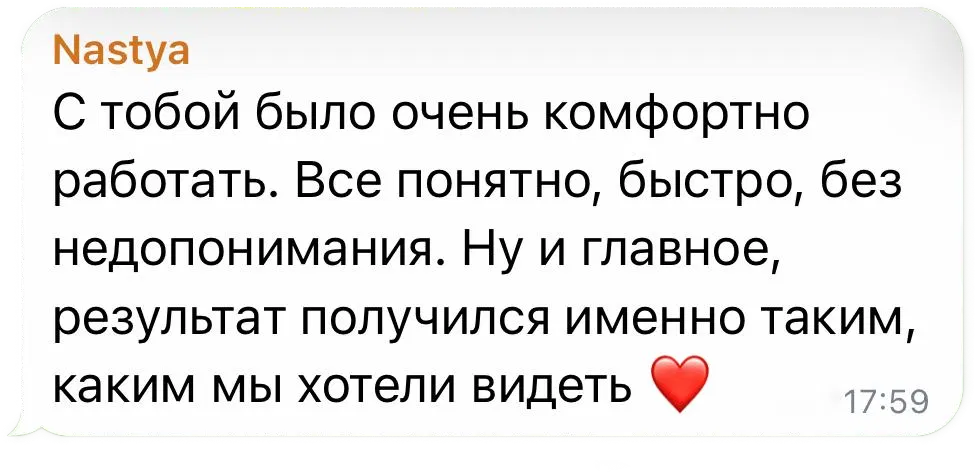 Nastya
С тобой было очень комфортно
работать. Все понятно, быстро, без
недопонимания. Ну и главное,
результат получился именно таким,
каким мы хотели видеть ❤️
17:59